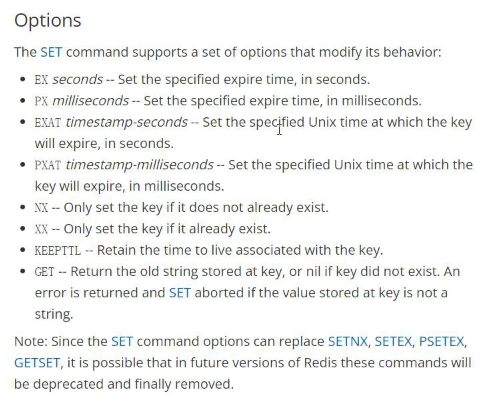 Options
The SET command supports a set of options that modify its behavior:
• EX seconds -- Set the specified expire time, in seconds.
• PX milliseconds -- Set the specified expire time, in milliseconds.
• EXAT timestamp-seconds -- Set the specified Unix time at which the key
will expire, in seconds.
• PXAT timestamp-milliseconds -- Set the specified Unix time at which the
key will expire, in milliseconds.
• NX -- Only set the key if it does not already exist.
• XX -- Only set the key if it already exist.
• KEEPTTL -- Retain the time to live associated with the key.
• GET -- Return the old string stored at key, or nil if key did not exist. An
error is returned and SET aborted if the value stored at key is not a
string.
Note: Since the SET command options can replace SETNX, SETEX, PSETEX,
GETSET, it is possible that in future versions of Redis these commands will
be deprecated and finally removed.